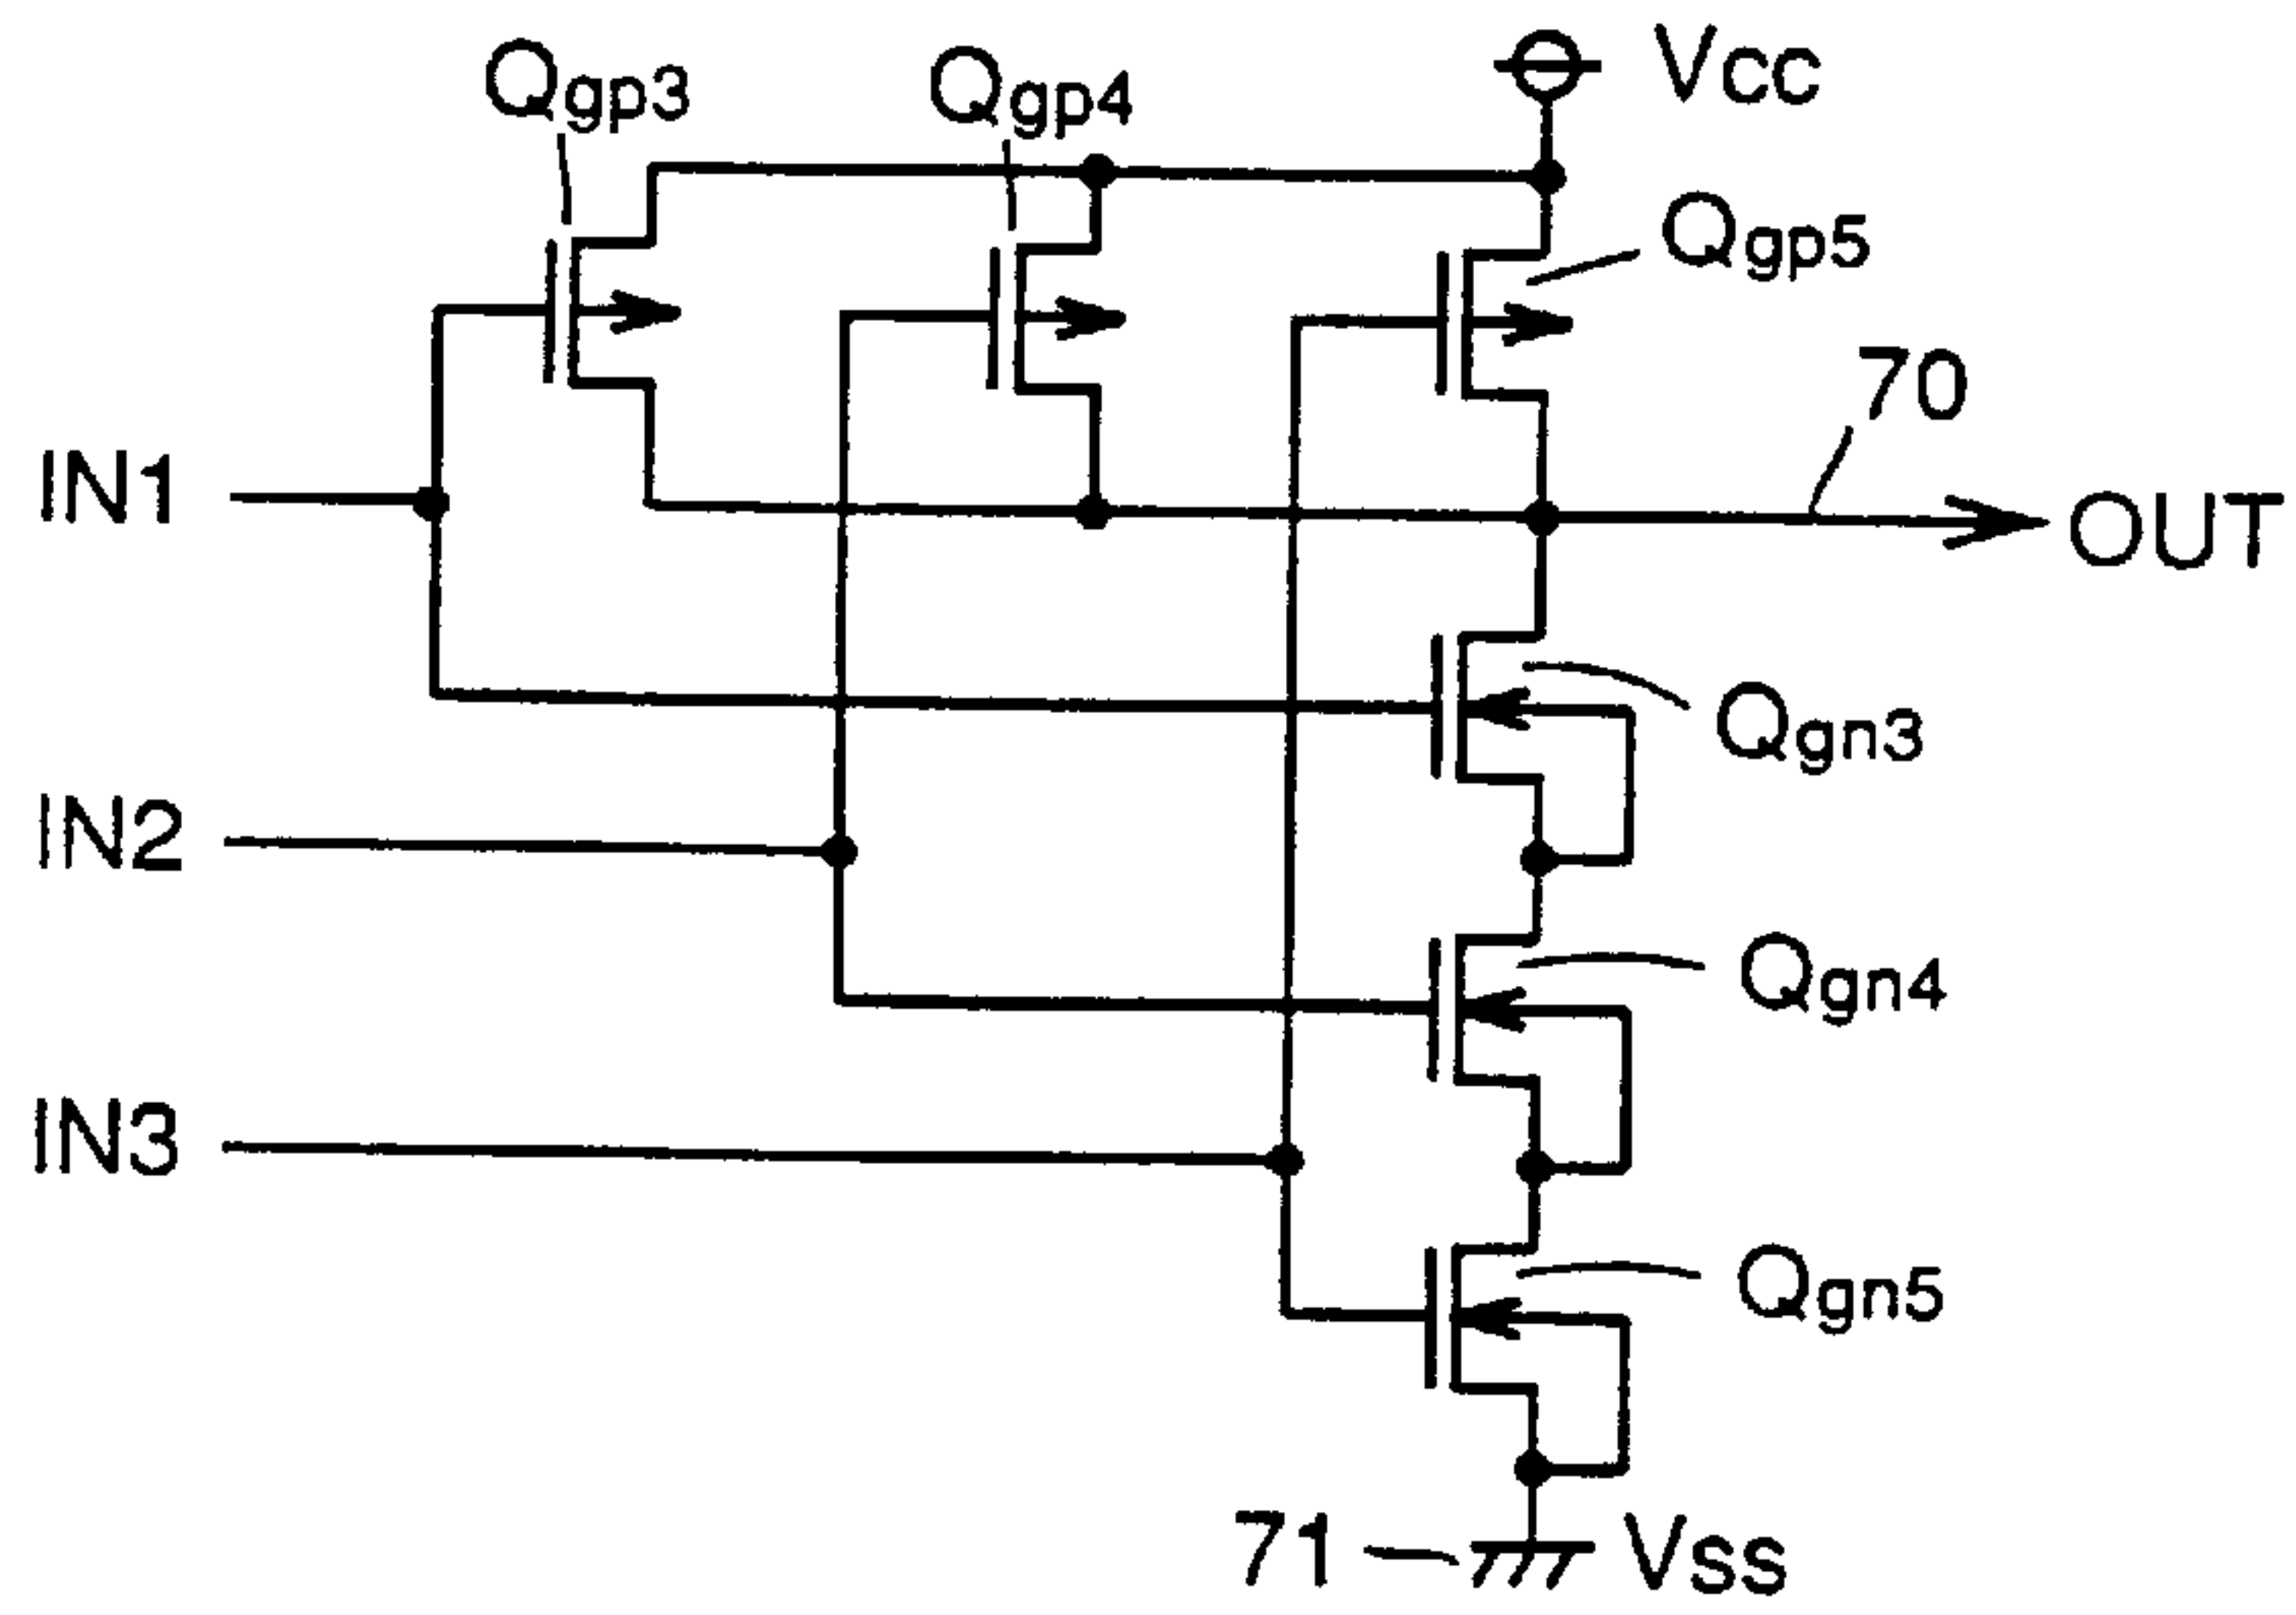 Qgp3
Qgp4
Vcc
Qgp5
70
IN1
OUT
Qgn3
IN2
Qgn4
IN3
Qgn5
71
Vss